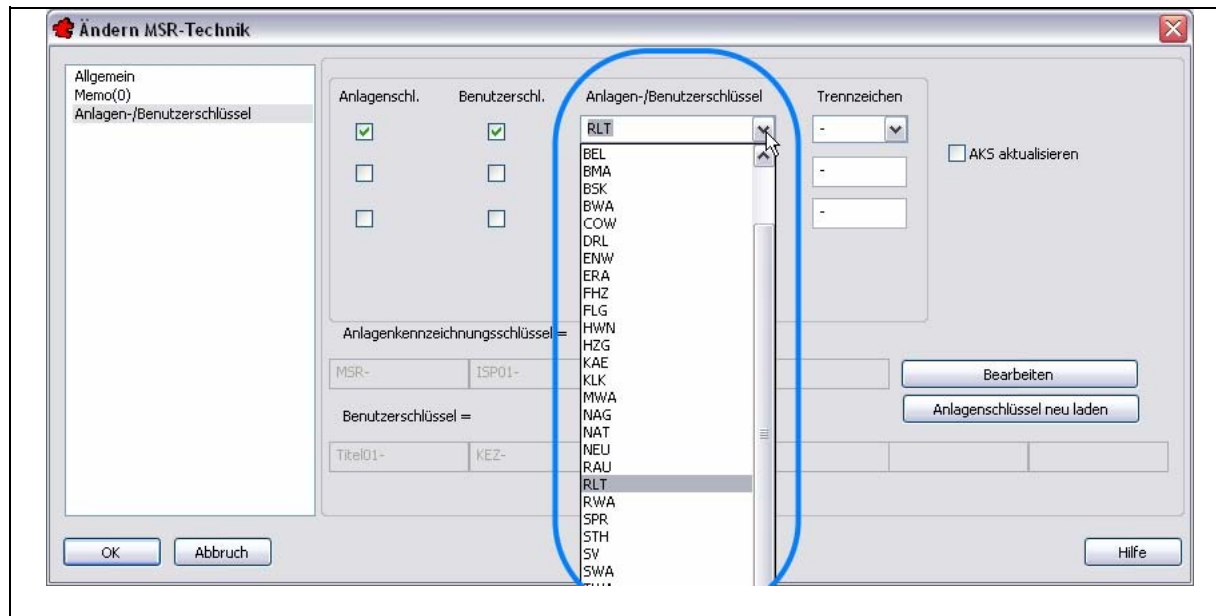 Ändern MSR-Technik
Allgemein
Memo(0)
Anlagen-/Benutzerschlüssel
Anlagenschl. Benutzerschl. Anlagen-/Benutzerschlüssel Trennzeichen
RLT -
AKS aktualisieren
-
-
BEL
BMA
BSK
BWA
COW
DRL
ENW
ERA
FHZ
FLG
HWN
HZG
KAE
KLK
MWA
NAG
NAT
NEU
RAU
RLT
RWA
SPR
STH
SV
SWA
Anlagenkennzeichnungsschlüssel =
MSR- ISP01-
Bearbeiten
Anlagenschlüssel neu laden
Benutzerschlüssel =
Titel01- KEZ-
OK Abbruch Hilfe